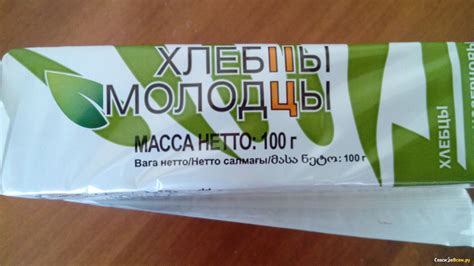 ХЛЕБЦЫ
МОЛОДЦЫ
МАССА НЕТТО: 100 г
Вага нетто/Нетто салмағы/მასა ნეტო: 100 г
ХЛЕБЦЫ